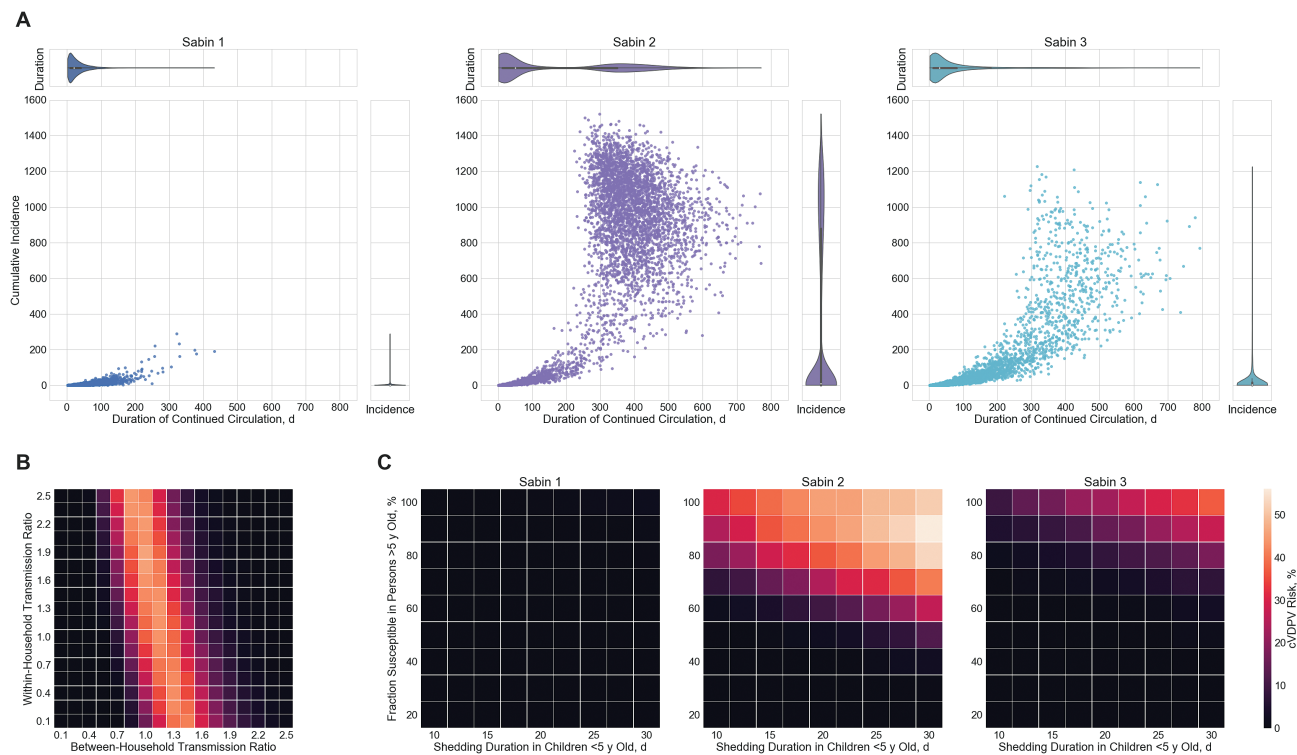 A
Sabin 1
Sabin 2
Sabin 3
Duration
Duration
Duration
Cumulative Incidence
1600
1400
1200
1000
800
600
400
200
0
0 100 200 300 400 500 600 700 800
Duration of Continued Circulation, d
Incidence
1600
1400
1200
1000
800
600
400
200
0
0 100 200 300 400 500 600 700 800
Duration of Continued Circulation, d
Incidence
1600
1400
1200
1000
800
600
400
200
0
0 100 200 300 400 500 600 700 800
Duration of Continued Circulation, d
Incidence
B
Within-Household Transmission Ratio
2.5
2.2
1.9
1.6
1.3
1.0
0.7
0.4
0.1
0.1 0.4 0.7 1.0 1.3 1.6 1.9 2.2 2.5
Between-Household Transmission Ratio
C
Sabin 1
Sabin 2
Sabin 3
Fraction Susceptible in Persons >5 y Old, %
100
80
60
40
20
10 15 20 25 30
Shedding Duration in Children <5 y Old, d
100
80
60
40
20
10 15 20 25 30
Shedding Duration in Children <5 y Old, d
100
80
60
40
20
10 15 20 25 30
Shedding Duration in Children <5 y Old, d
50
40
30
20
10
0
cVDPV Risk, %